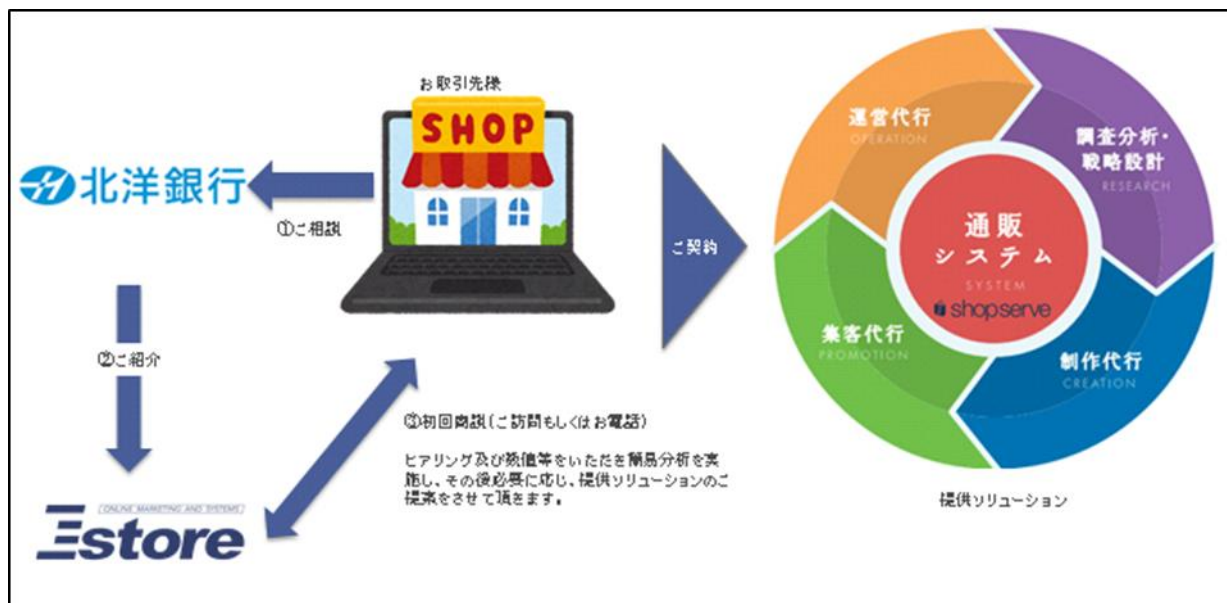 お取引先様
SHOP
北洋銀行
①ご相談
②ご紹介
ONLINE MARKETING AND SYSTEMS
Estore
③初回商談(ご訪問もしくはお電話)
ヒアリング及び数値等をいただき簡易分析を実
施し、その後必要に応じ、提供ソリューションのご
提案をさせて頂きます。
ご契約
運営代行
OPERATION
調査分析・
戦略設計
RESEARCH
通販
システム
SYSTEM
shopserve
集客代行
PROMOTION
制作代行
CREATION
提供ソリューション